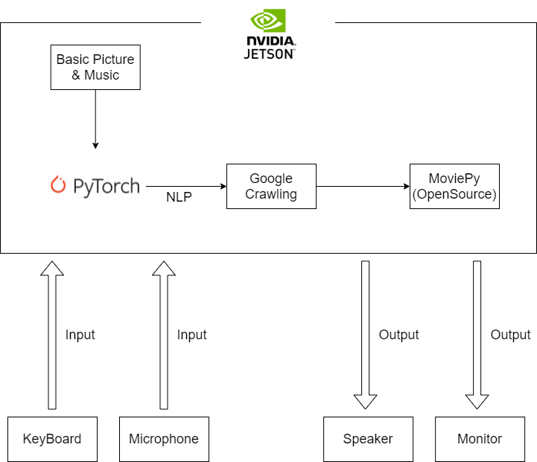 NVIDIA.
JETSON
Basic Picture
& Music
PyTorch
NLP
Google
Crawling
MoviePy
(OpenSource)
Input
Input
Output
Output
KeyBoard
Microphone
Speaker
Monitor